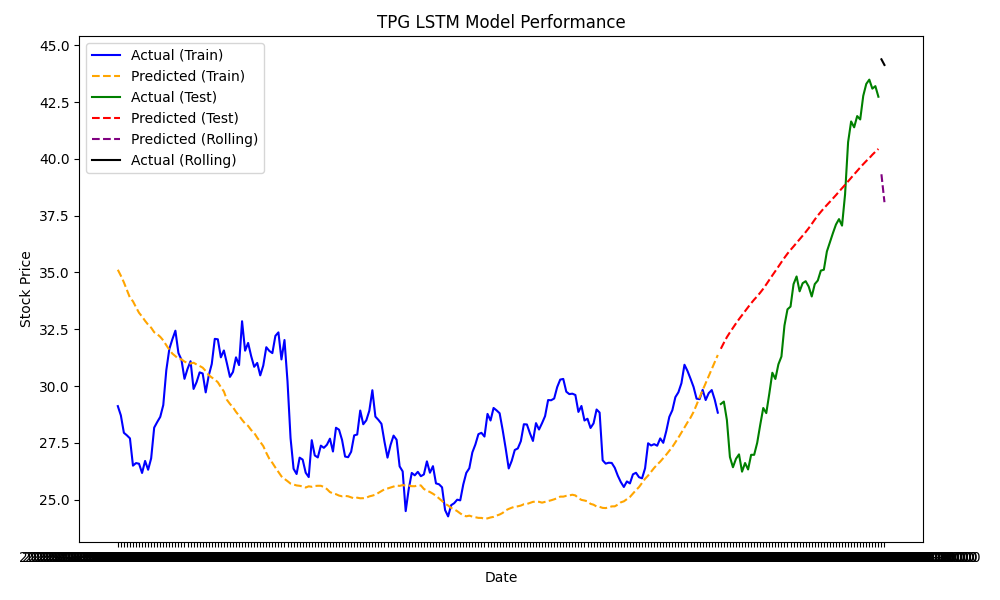 TPG LSTM Model Performance
45.0
42.5
40.0
37.5
35.0
32.5
30.0
27.5
25.0
Stock Price
Actual (Train)
Predicted (Train)
Actual (Test)
Predicted (Test)
Predicted (Rolling)
Actual (Rolling)
Date